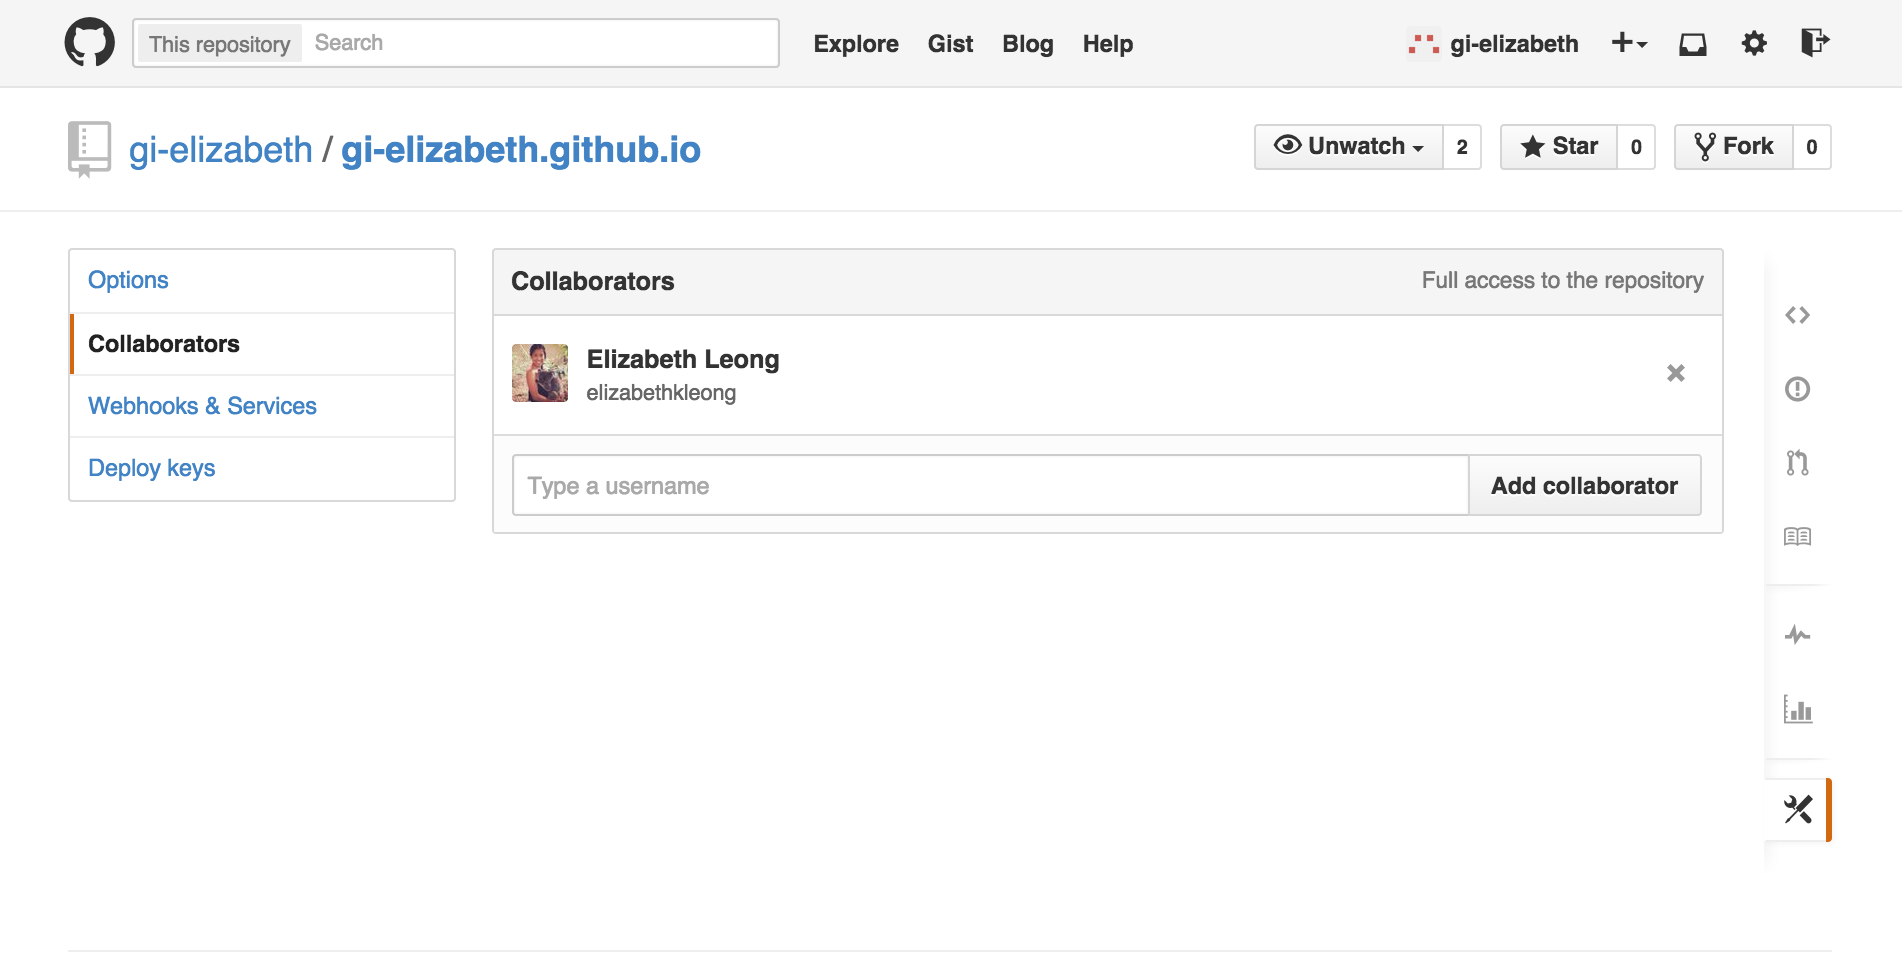 This repository Search Explore Gist Blog Help gi-elizabeth
gi-elizabeth / gi-elizabeth.github.io Unwatch 2 Star 0 Fork 0
Options
Collaborators
Webhooks & Services
Deploy keys
Collaborators Full access to the repository
Elizabeth Leong
elizabethkleong
Type a username Add collaborator